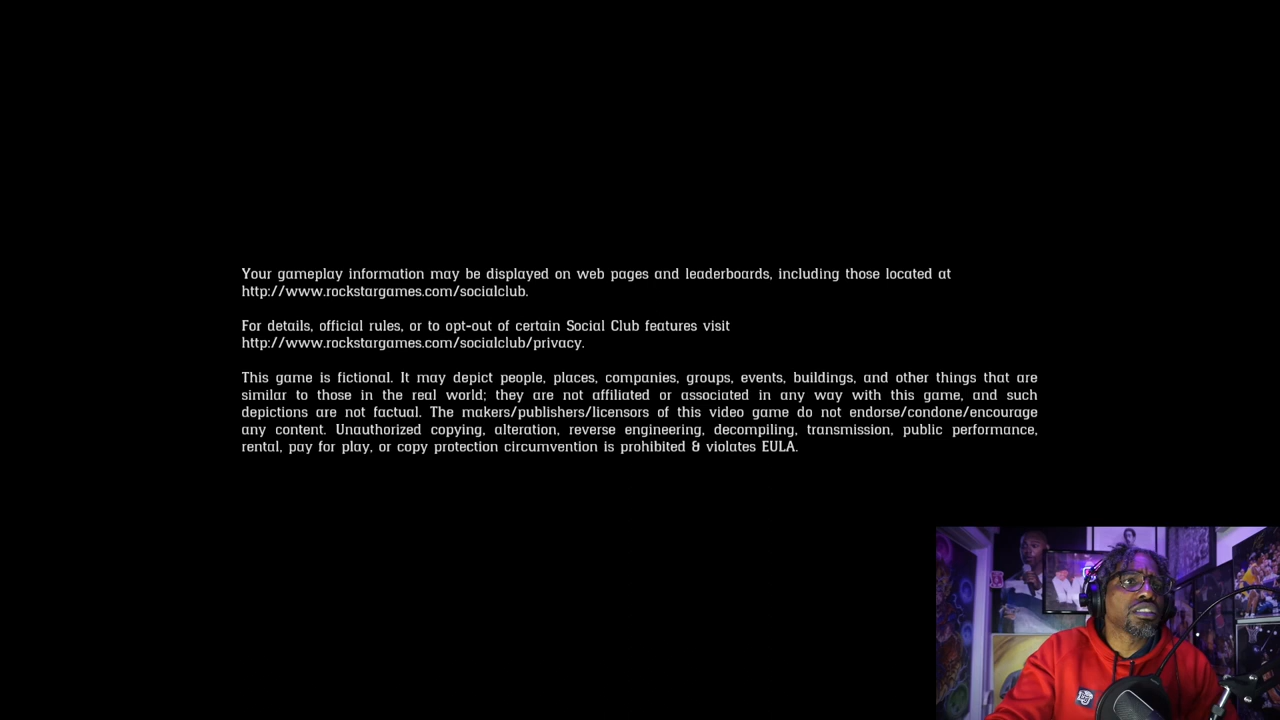 Your gameplay information may be displayed on web pages and leaderboards, including those located at
http://www.rockstargames.com/socialclub.
For details, official rules, or to opt-out of certain Social Club features visit
http://www.rockstargames.com/socialclub/privacy.
This game is fictional. It may depict people, places, companies, groups, events, buildings, and other things that are
similar to those in the real world; they are not affiliated or associated in any way with this game, and such
depictions are not factual. The makers/publishers/licensors of this video game do not endorse/condone/encourage
any content. Unauthorized copying, alteration, reverse engineering, decompiling, transmission, public performance,
rental, pay for play, or copy protection circumvention is prohibited & violates EULA.